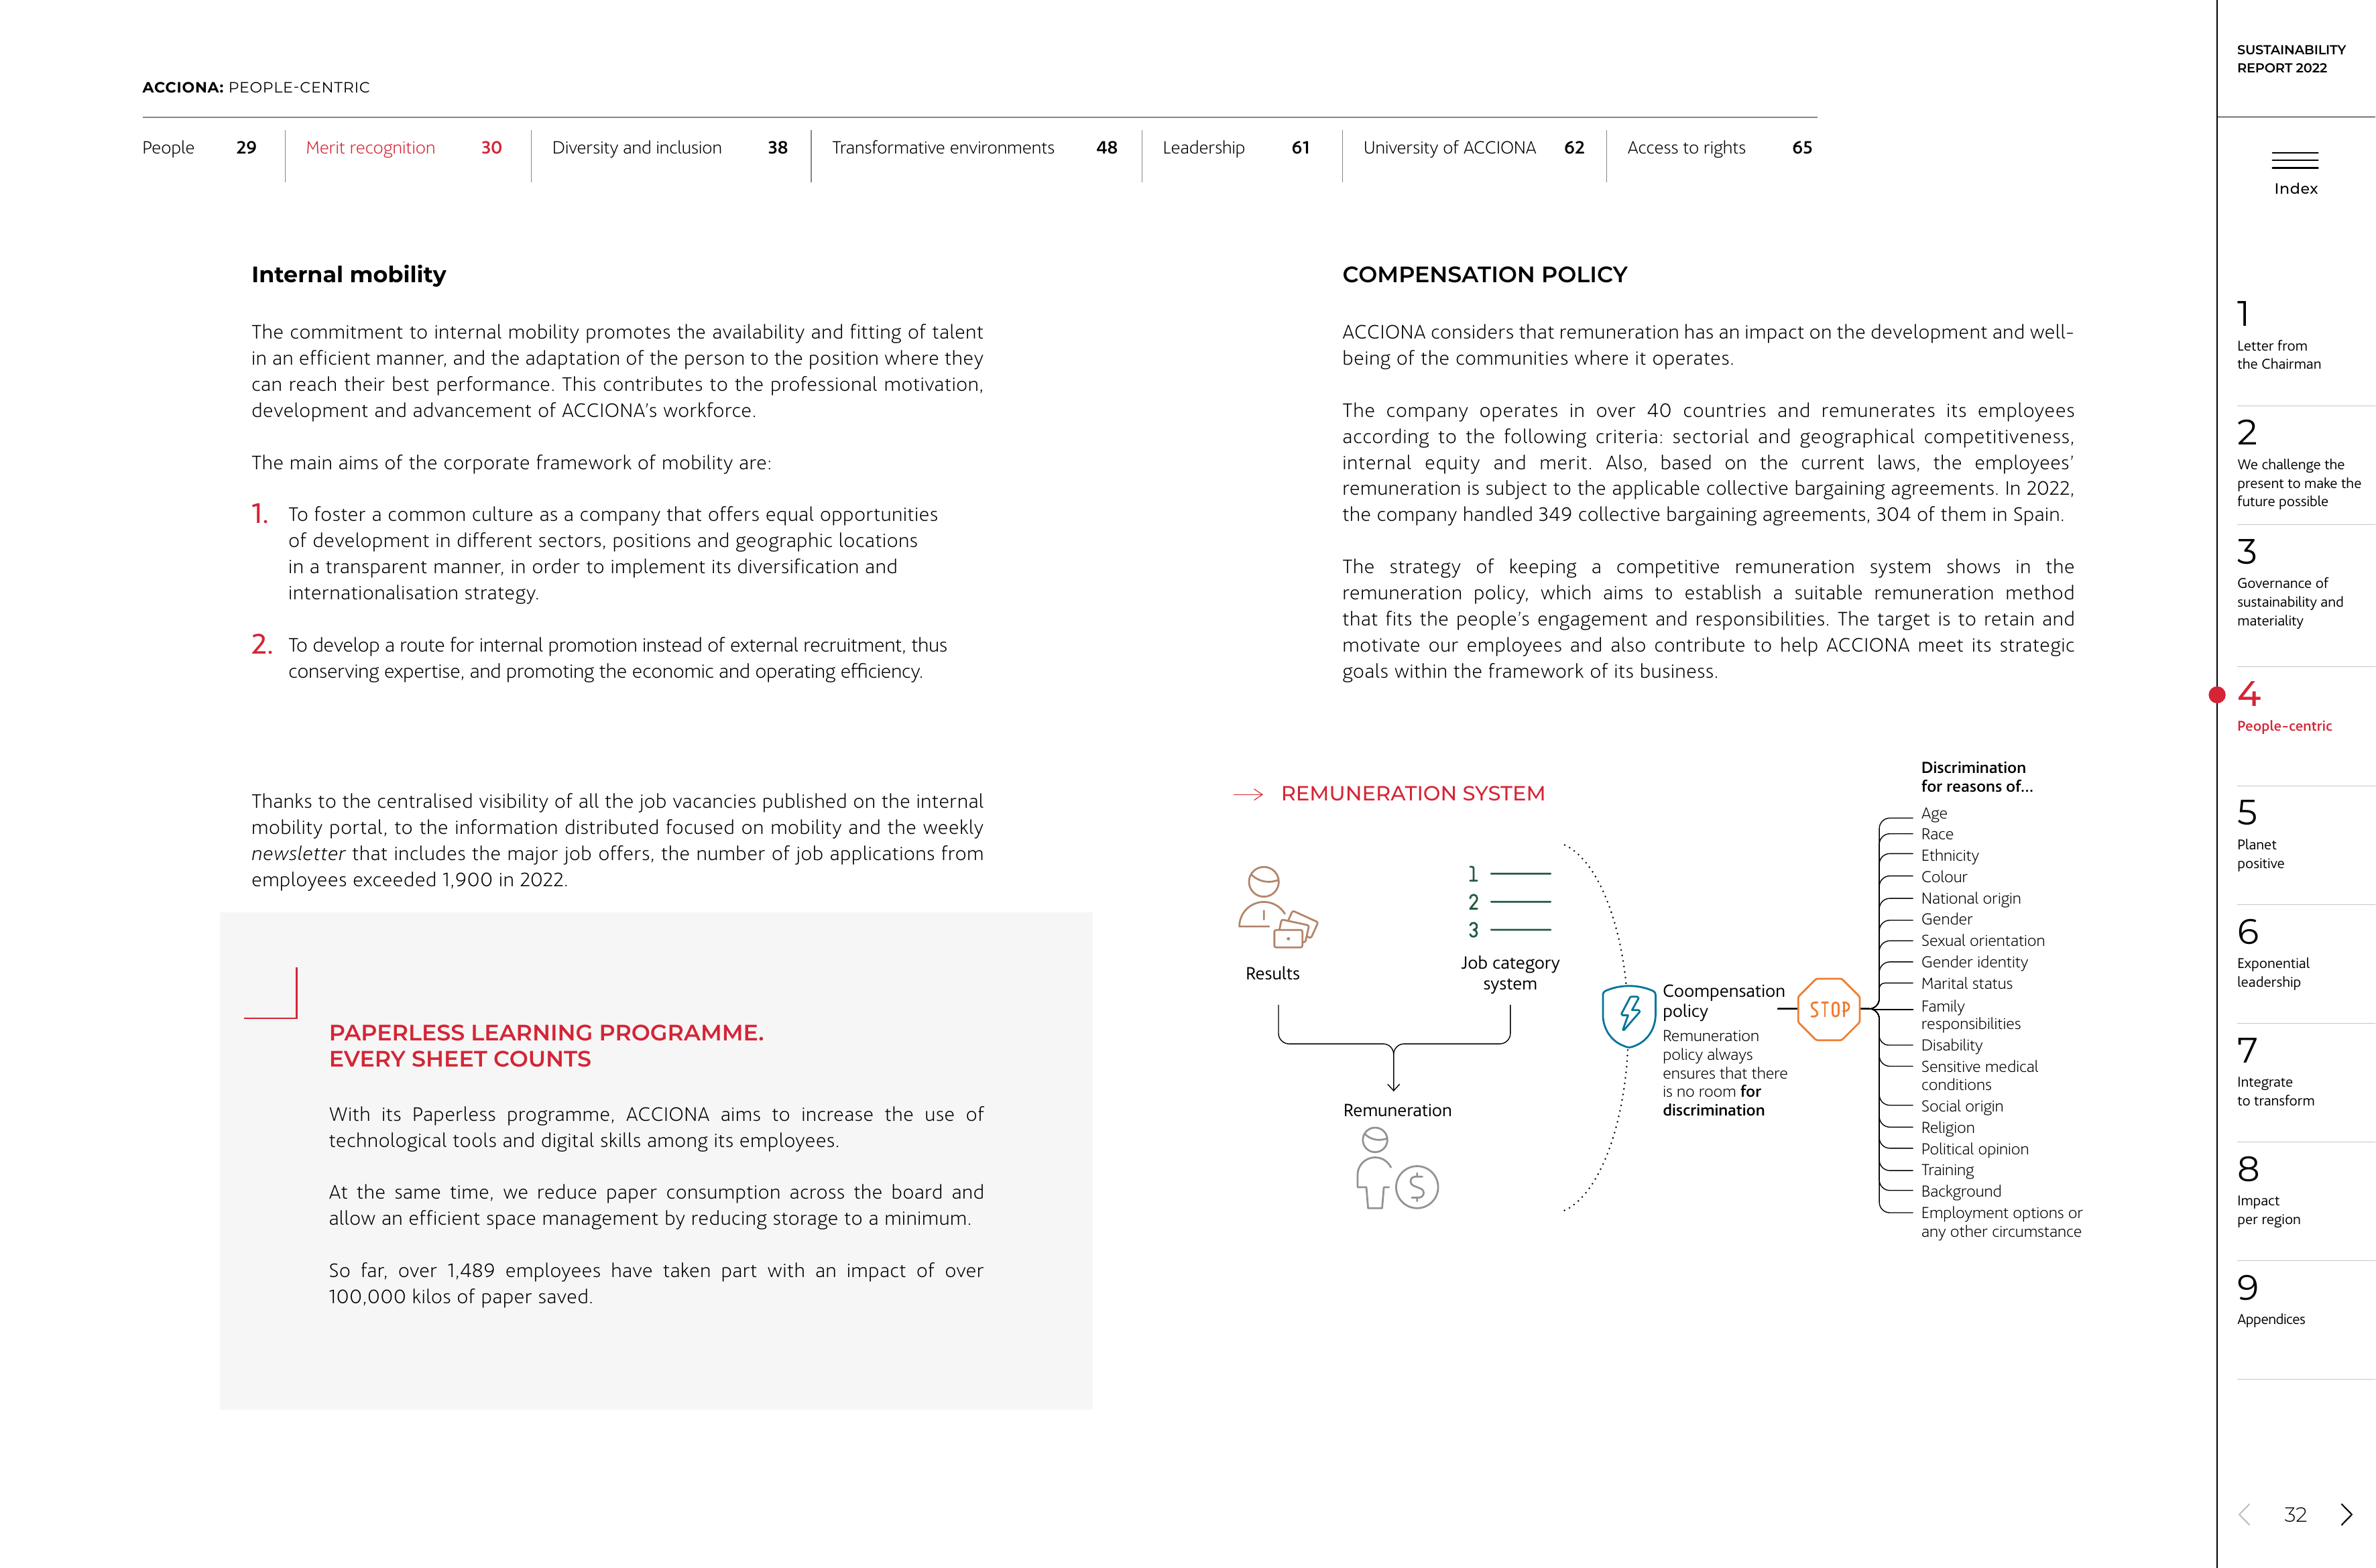 ACCIONA: PEOPLE-CENTRIC
People 29
Merit recognition 30
Diversity and inclusion 38
Transformative environments 48
Leadership 61
University of ACCIONA 62
Access to rights 65
Internal mobility
The commitment to internal mobility promotes the availability and fitting of talent
in an efficient manner, and the adaptation of the person to the position where they
can reach their best performance. This contributes to the professional motivation,
development and advancement of ACCIONA's workforce.
The main aims of the corporate framework of mobility are:
1. To foster a common culture as a company that offers equal opportunities
of development in different sectors, positions and geographic locations
in a transparent manner, in order to implement its diversification and
internationalisation strategy.
2. To develop a route for internal promotion instead of external recruitment, thus
conserving expertise, and promoting the economic and operating efficiency.
Thanks to the centralised visibility of all the job vacancies published on the internal
mobility portal, to the information distributed focused on mobility and the weekly
newsletter that includes the major job offers, the number of job applications from
employees exceeded 1,900 in 2022.
PAPERLESS LEARNING PROGRAMME.
EVERY SHEET COUNTS
With its Paperless programme, ACCIONA aims to increase the use of
technological tools and digital skills among its employees.
At the same time, we reduce paper consumption across the board and
allow an efficient space management by reducing storage to a minimum.
So far, over 1,489 employees have taken part with an impact of over
100,000 kilos of paper saved.
COMPENSATION POLICY
ACCIONA considers that remuneration has an impact on the development and well-
being of the communities where it operates.
The company operates in over 40 countries and remunerates its employees
according to the following criteria: sectorial and geographical competitiveness,
internal equity and merit. Also, based on the current laws, the employees'
remuneration is subject to the applicable collective bargaining agreements. In 2022,
the company handled 349 collective bargaining agreements, 304 of them in Spain.
The strategy of keeping a competitive remuneration system shows in the
remuneration policy, which aims to establish a suitable remuneration method
that fits the people's engagement and responsibilities. The target is to retain and
motivate our employees and also contribute to help ACCIONA meet its strategic
goals within the framework of its business.
REMUNERATION SYSTEM
Results
1
2
3
Job category
system
Remuneration
$
Coompensation
policy
Remuneration
policy always
ensures that there
is no room for
discrimination
STOP
Discrimination
for reasons of...
Age
Race
Ethnicity
Colour
National origin
Gender
Sexual orientation
Gender identity
Marital status
Family
responsibilities
Disability
Sensitive medical
conditions
Social origin
Religion
Political opinion
Training
Background
Employment options or
any other circumstance
SUSTAINABILITY
REPORT 2022
Index
1
Letter from
the Chairman
2
We challenge the
present to make the
future possible
3
Governance of
sustainability and
materiality
4
People-centric
5
Planet
positive
6
Exponential
leadership
7
Integrate
to transform
8
Impact
per region
9
Appendices
32